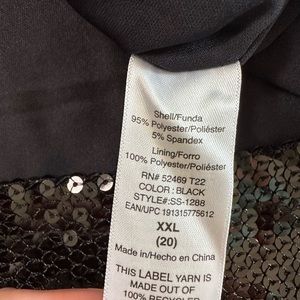 Shell/Funda
95% Polyester/Poliéster
5% Spandex
Lining/Forro
100% Polyester/Poliéster
RN# 52469 T22
COLOR : BLACK
STYLE#:SS-1288
EAN/UPC 191315775612
XXL
(20)
Made in/Hecho en China
THIS LABEL YARN IS
MADE OUT OF
100% RECYCLED